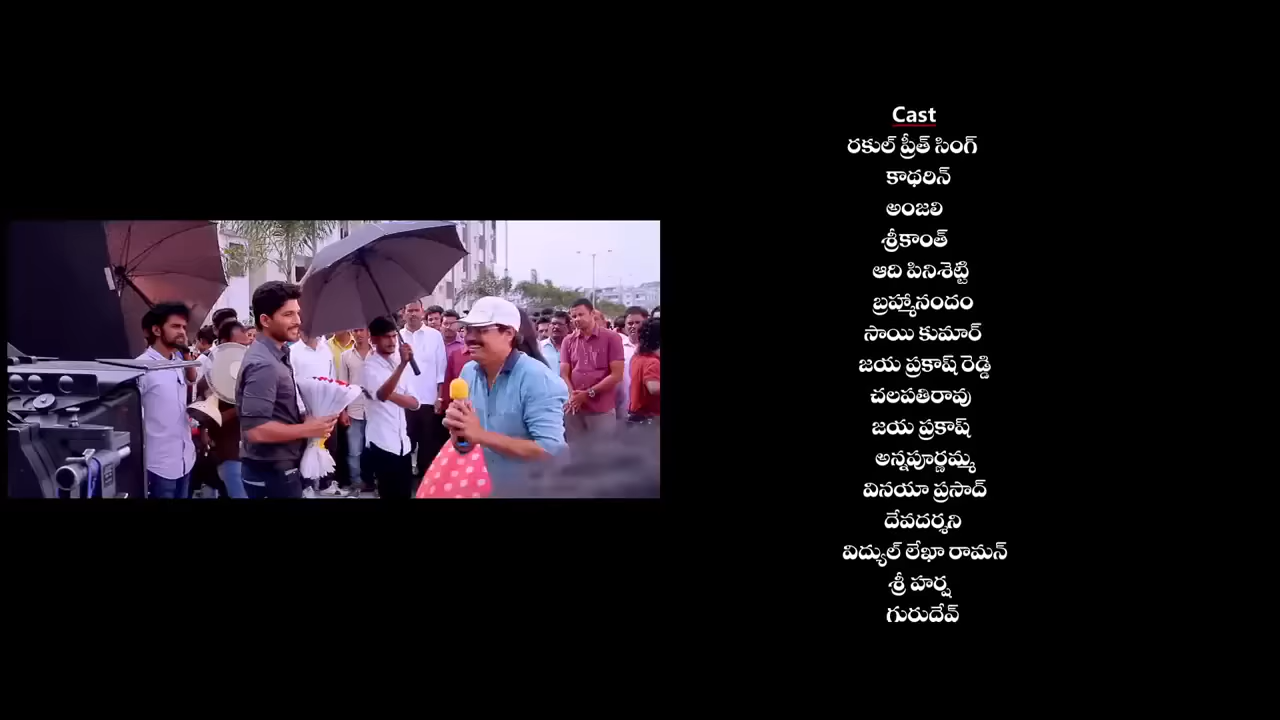 Cast
రకుల్ ప్రీత్ సింగ్
కాథరిన్
అంజలి
శ్రీకాంత్
ఆది పినిశెట్టి
బ్రహ్మానందం
సాయి కుమార్
జయ ప్రకాష్ రెడ్డి
చలపతిరావు
జయ ప్రకాష్
అన్నపూర్ణమ్మ
వినయా ప్రసాద్
దేవదర్శని
విద్యుల్ లేఖా రామన్
శ్రీ హర్ష
గురుదేవ్